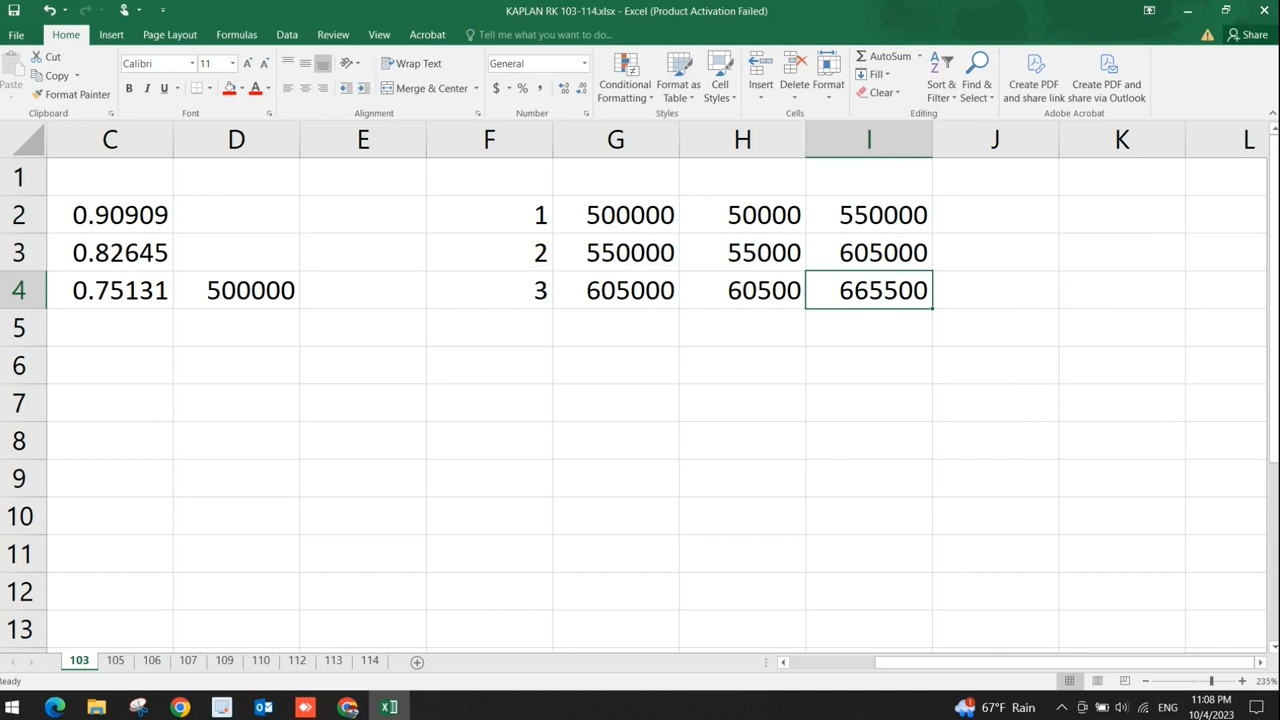 KAPLAN RK 103-114.xlsx - Excel (Product Activation Failed)
File Home Insert Page Layout Formulas Data Review View Acrobat Tell me what you want to do... Share
Paste
Cut
Copy
Format Painter
Clipboard
Calibri 11
B I U
Font
Wrap Text
Merge & Center
Alignment
General
$ % ,
Number
Conditional Formatting
Format as Table
Cell Styles
Styles
Insert Delete Format
Cells
AutoSum
Fill
Clear
Sort & Filter
Find & Select
Editing
Create PDF and share link
Create PDF and share via Outlook
Adobe Acrobat
C D E F G H I J K L
1
2 0.90909 1 500000 50000 550000
3 0.82645 2 550000 55000 605000
4 0.75131 500000 3 605000 60500 665500
5
6
7
8
9
10
11
12
13
103 105 106 107 109 110 112 113 114
eady 235%
67°F Rain ENG 11:08 PM
10/4/2023